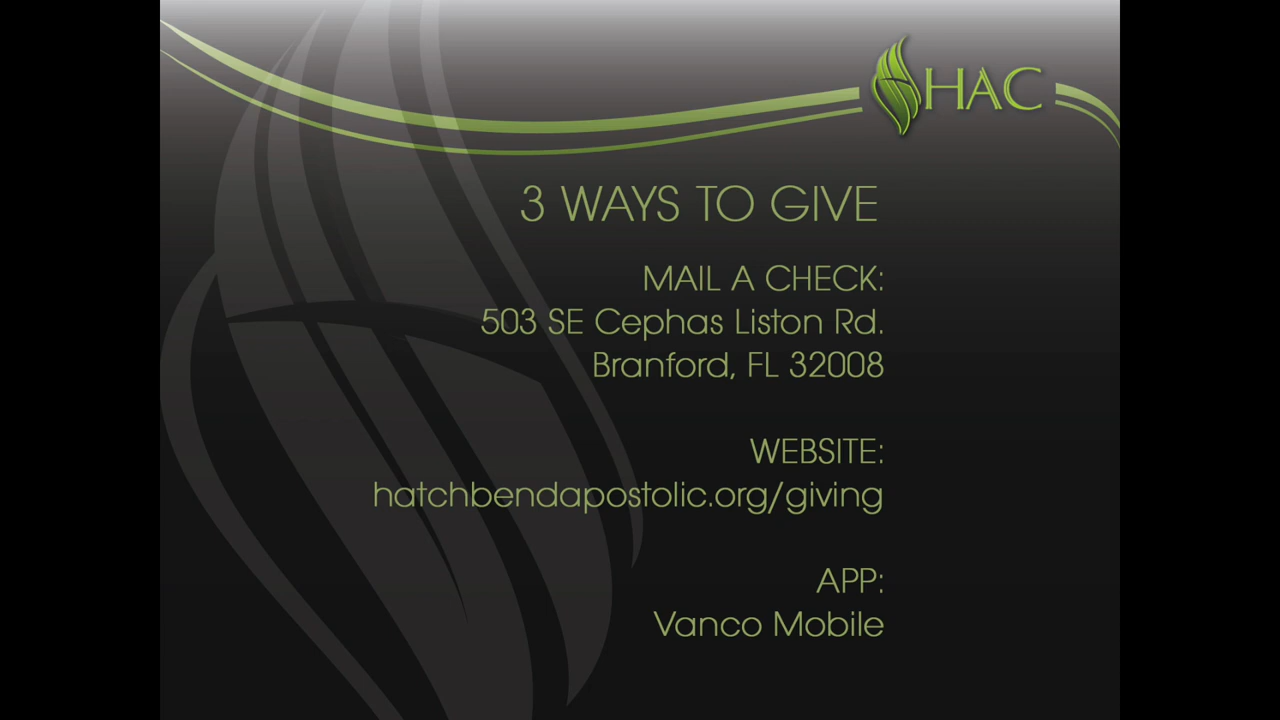 HAC
3 WAYS TO GIVE
MAIL A CHECK:
503 SE Cephas Liston Rd.
Branford, FL 32008
WEBSITE:
hatchbendapostolic.org/giving
APP:
Vanco Mobile